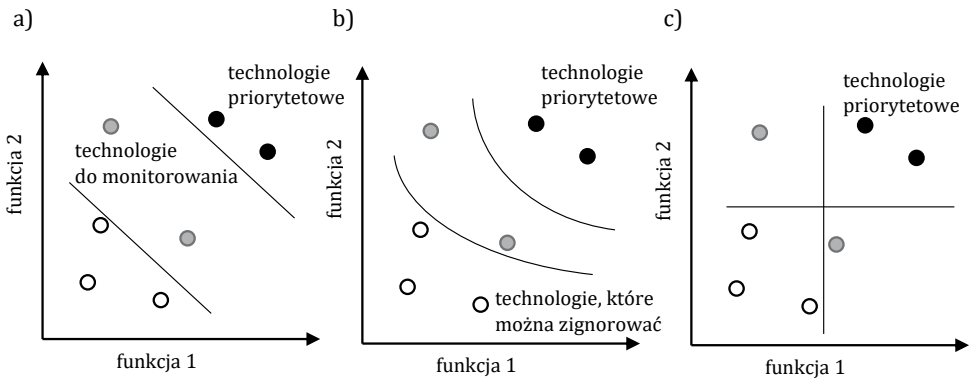 a)
technologie
priorytetowe
technologie
do monitorowania
funkcja 2
funkcja 1
b)
technologie
priorytetowe
technologie, które
można zignorować
funkcja 2
funkcja 1
c)
technologie
priorytetowe
funkcja 2
funkcja 1